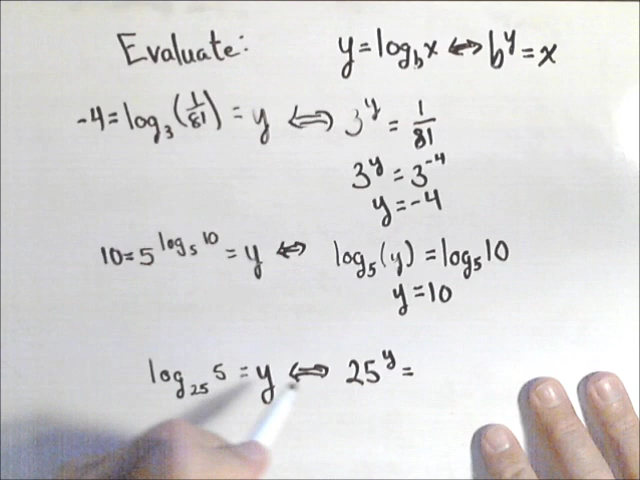 Evaluate: y = log_b x ⟺ b^y = x
-4 = log_3 (1/81) = y ⟺ 3^y = 1/81
3^y = 3^-4
y = -4
10 = 5^log_5 10 = y ⟺ log_5 (y) = log_5 10
y = 10
log_25 5 = y ⟺ 25^y =